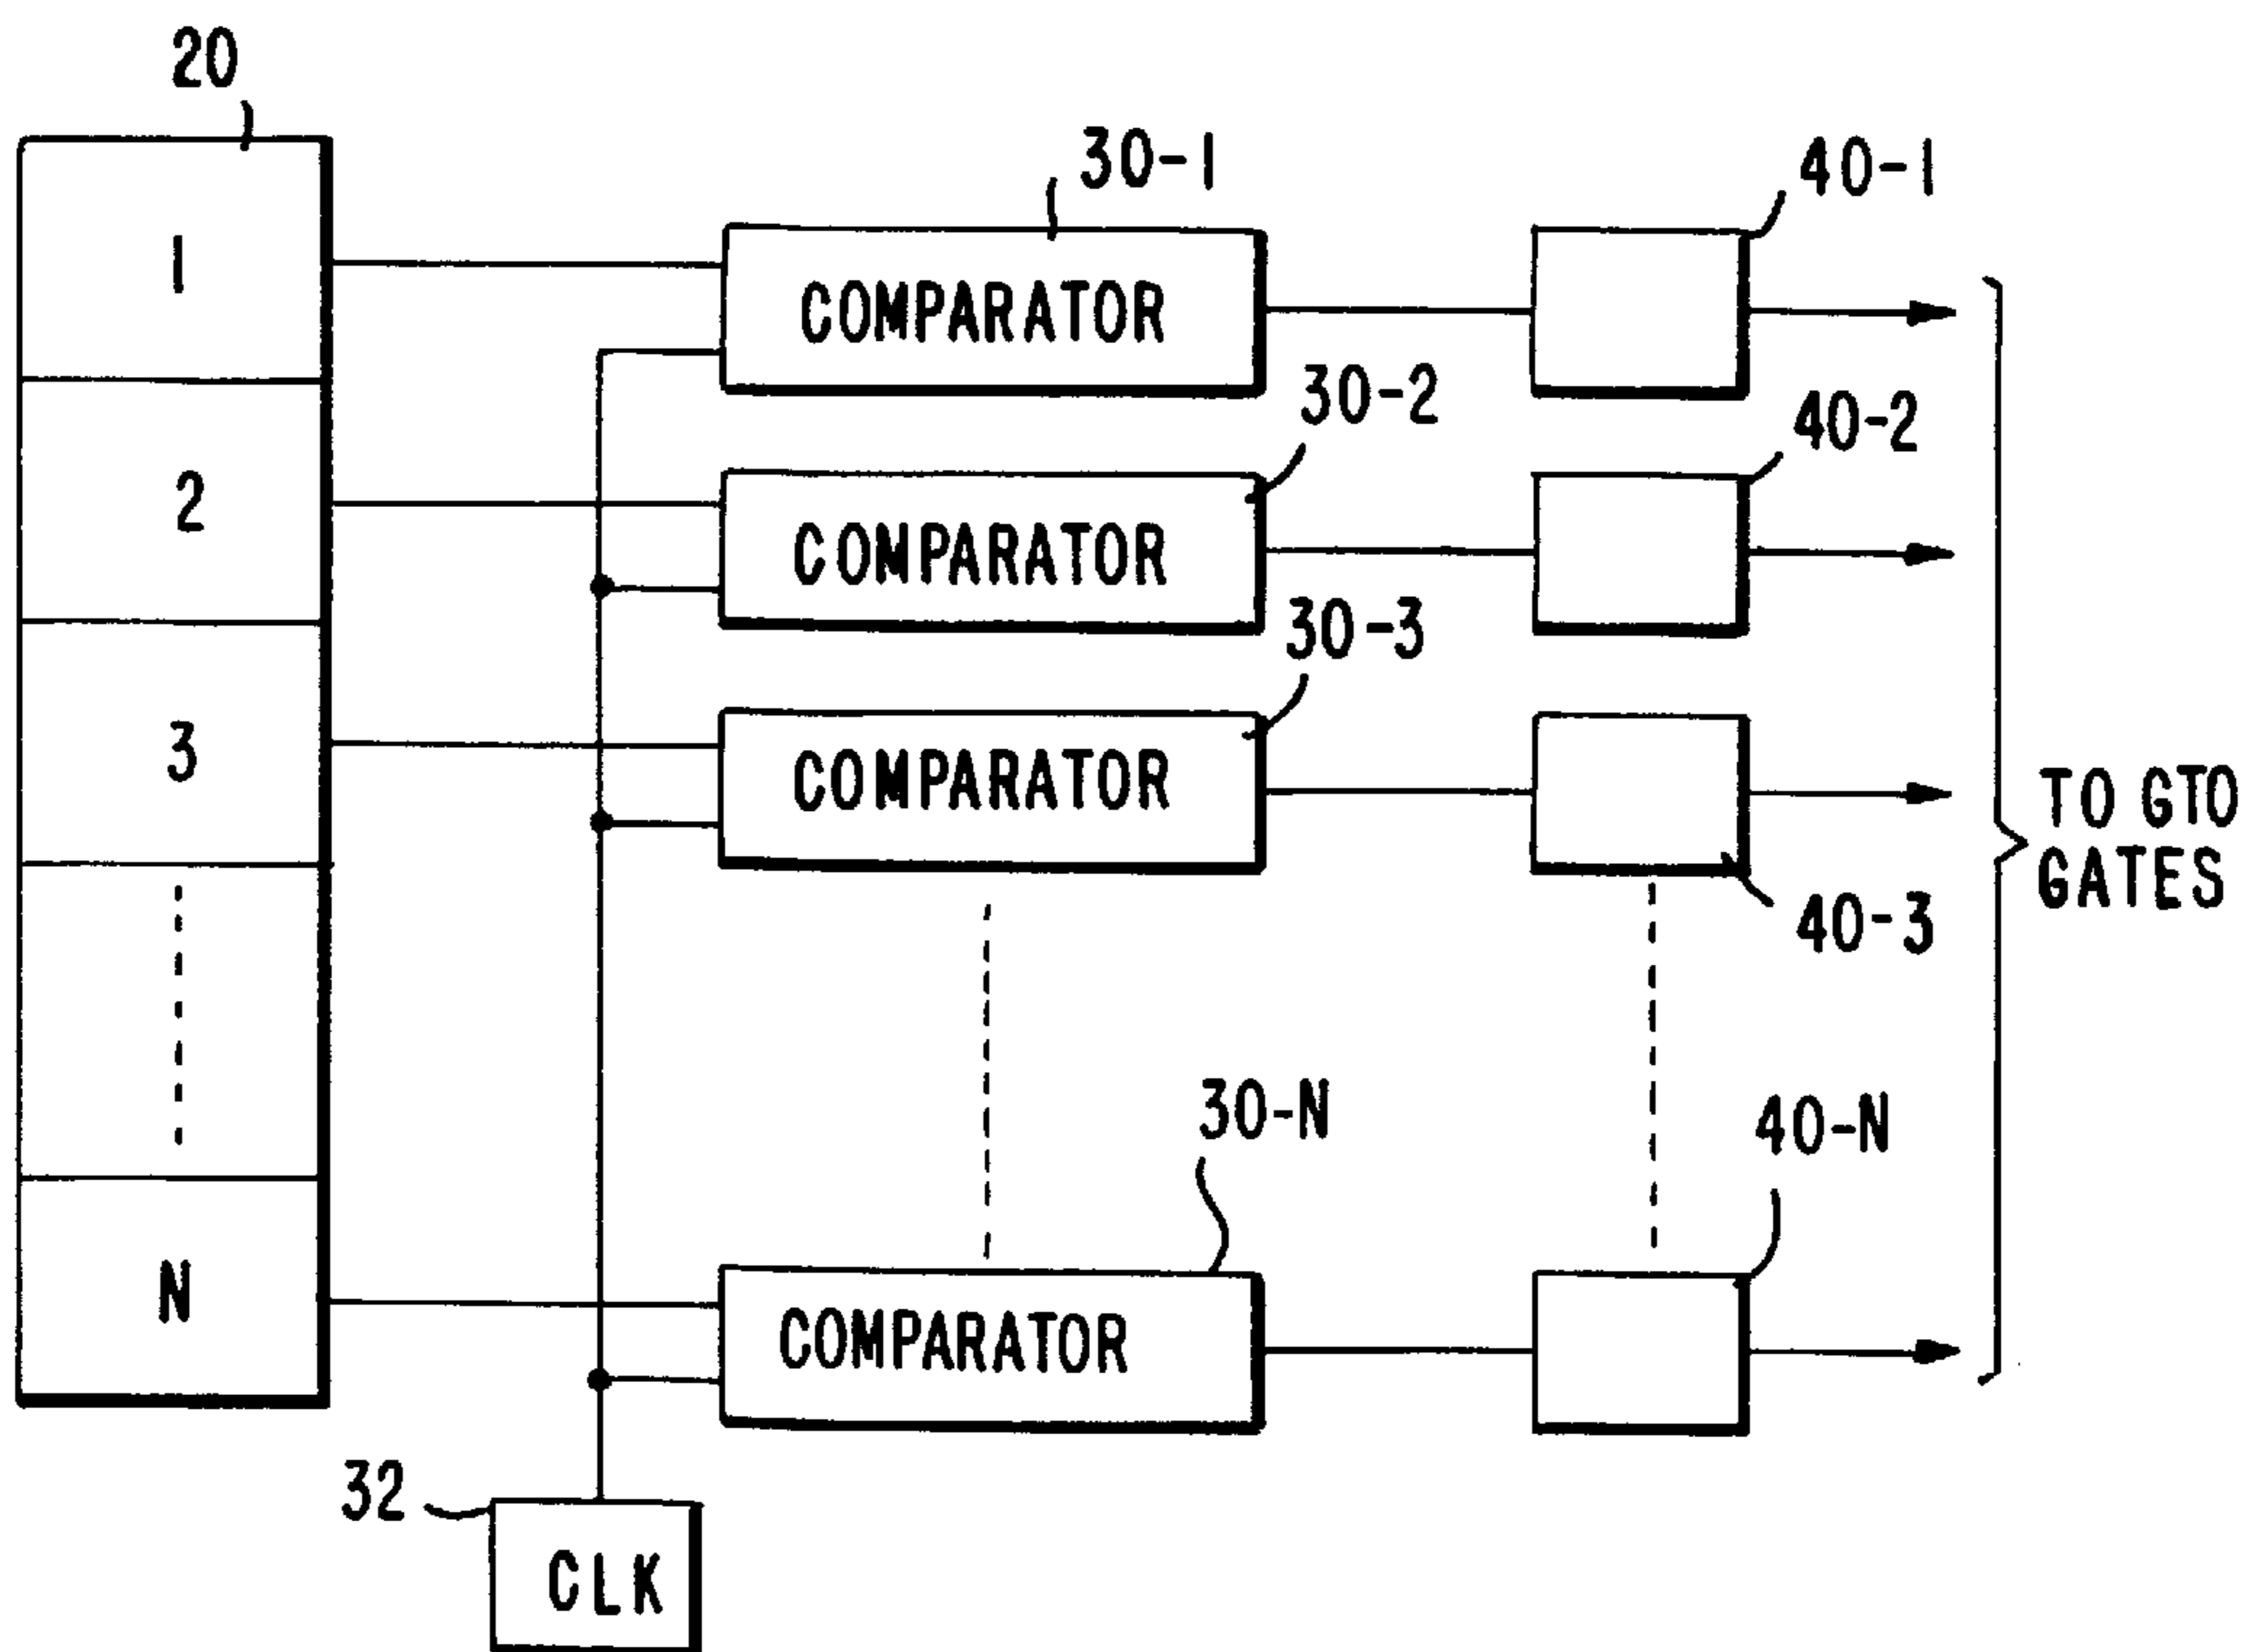 20
30-1
40-1
1
COMPARATOR
30-2
40-2
2
COMPARATOR
30-3
3
COMPARATOR
TO GTO
GATES
40-3
30-N
40-N
N
COMPARATOR
32
CLK